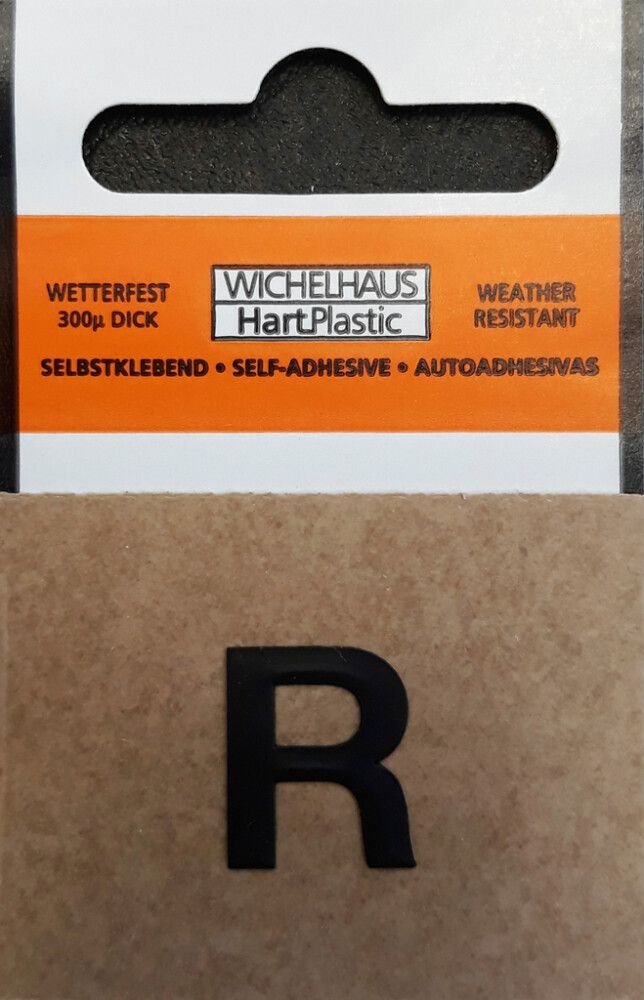 WETTERFEST
300µ DICK
WICHELHAUS
HartPlastic
WEATHER
RESISTANT
SELBSTKLEBEND • SELF-ADHESIVE • AUTOADHESIVAS
R